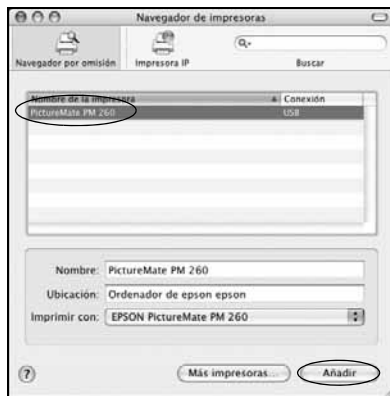 Navegador de impresoras
Navegador por omisión Impresora IP Buscar
Nombre de la impresora Conexión
PictureMate PM 260 USB
Nombre: PictureMate PM 260
Ubicación: Ordenador de epson epson
Imprimir con: EPSON PictureMate PM 260
? Más impresoras... Añadir